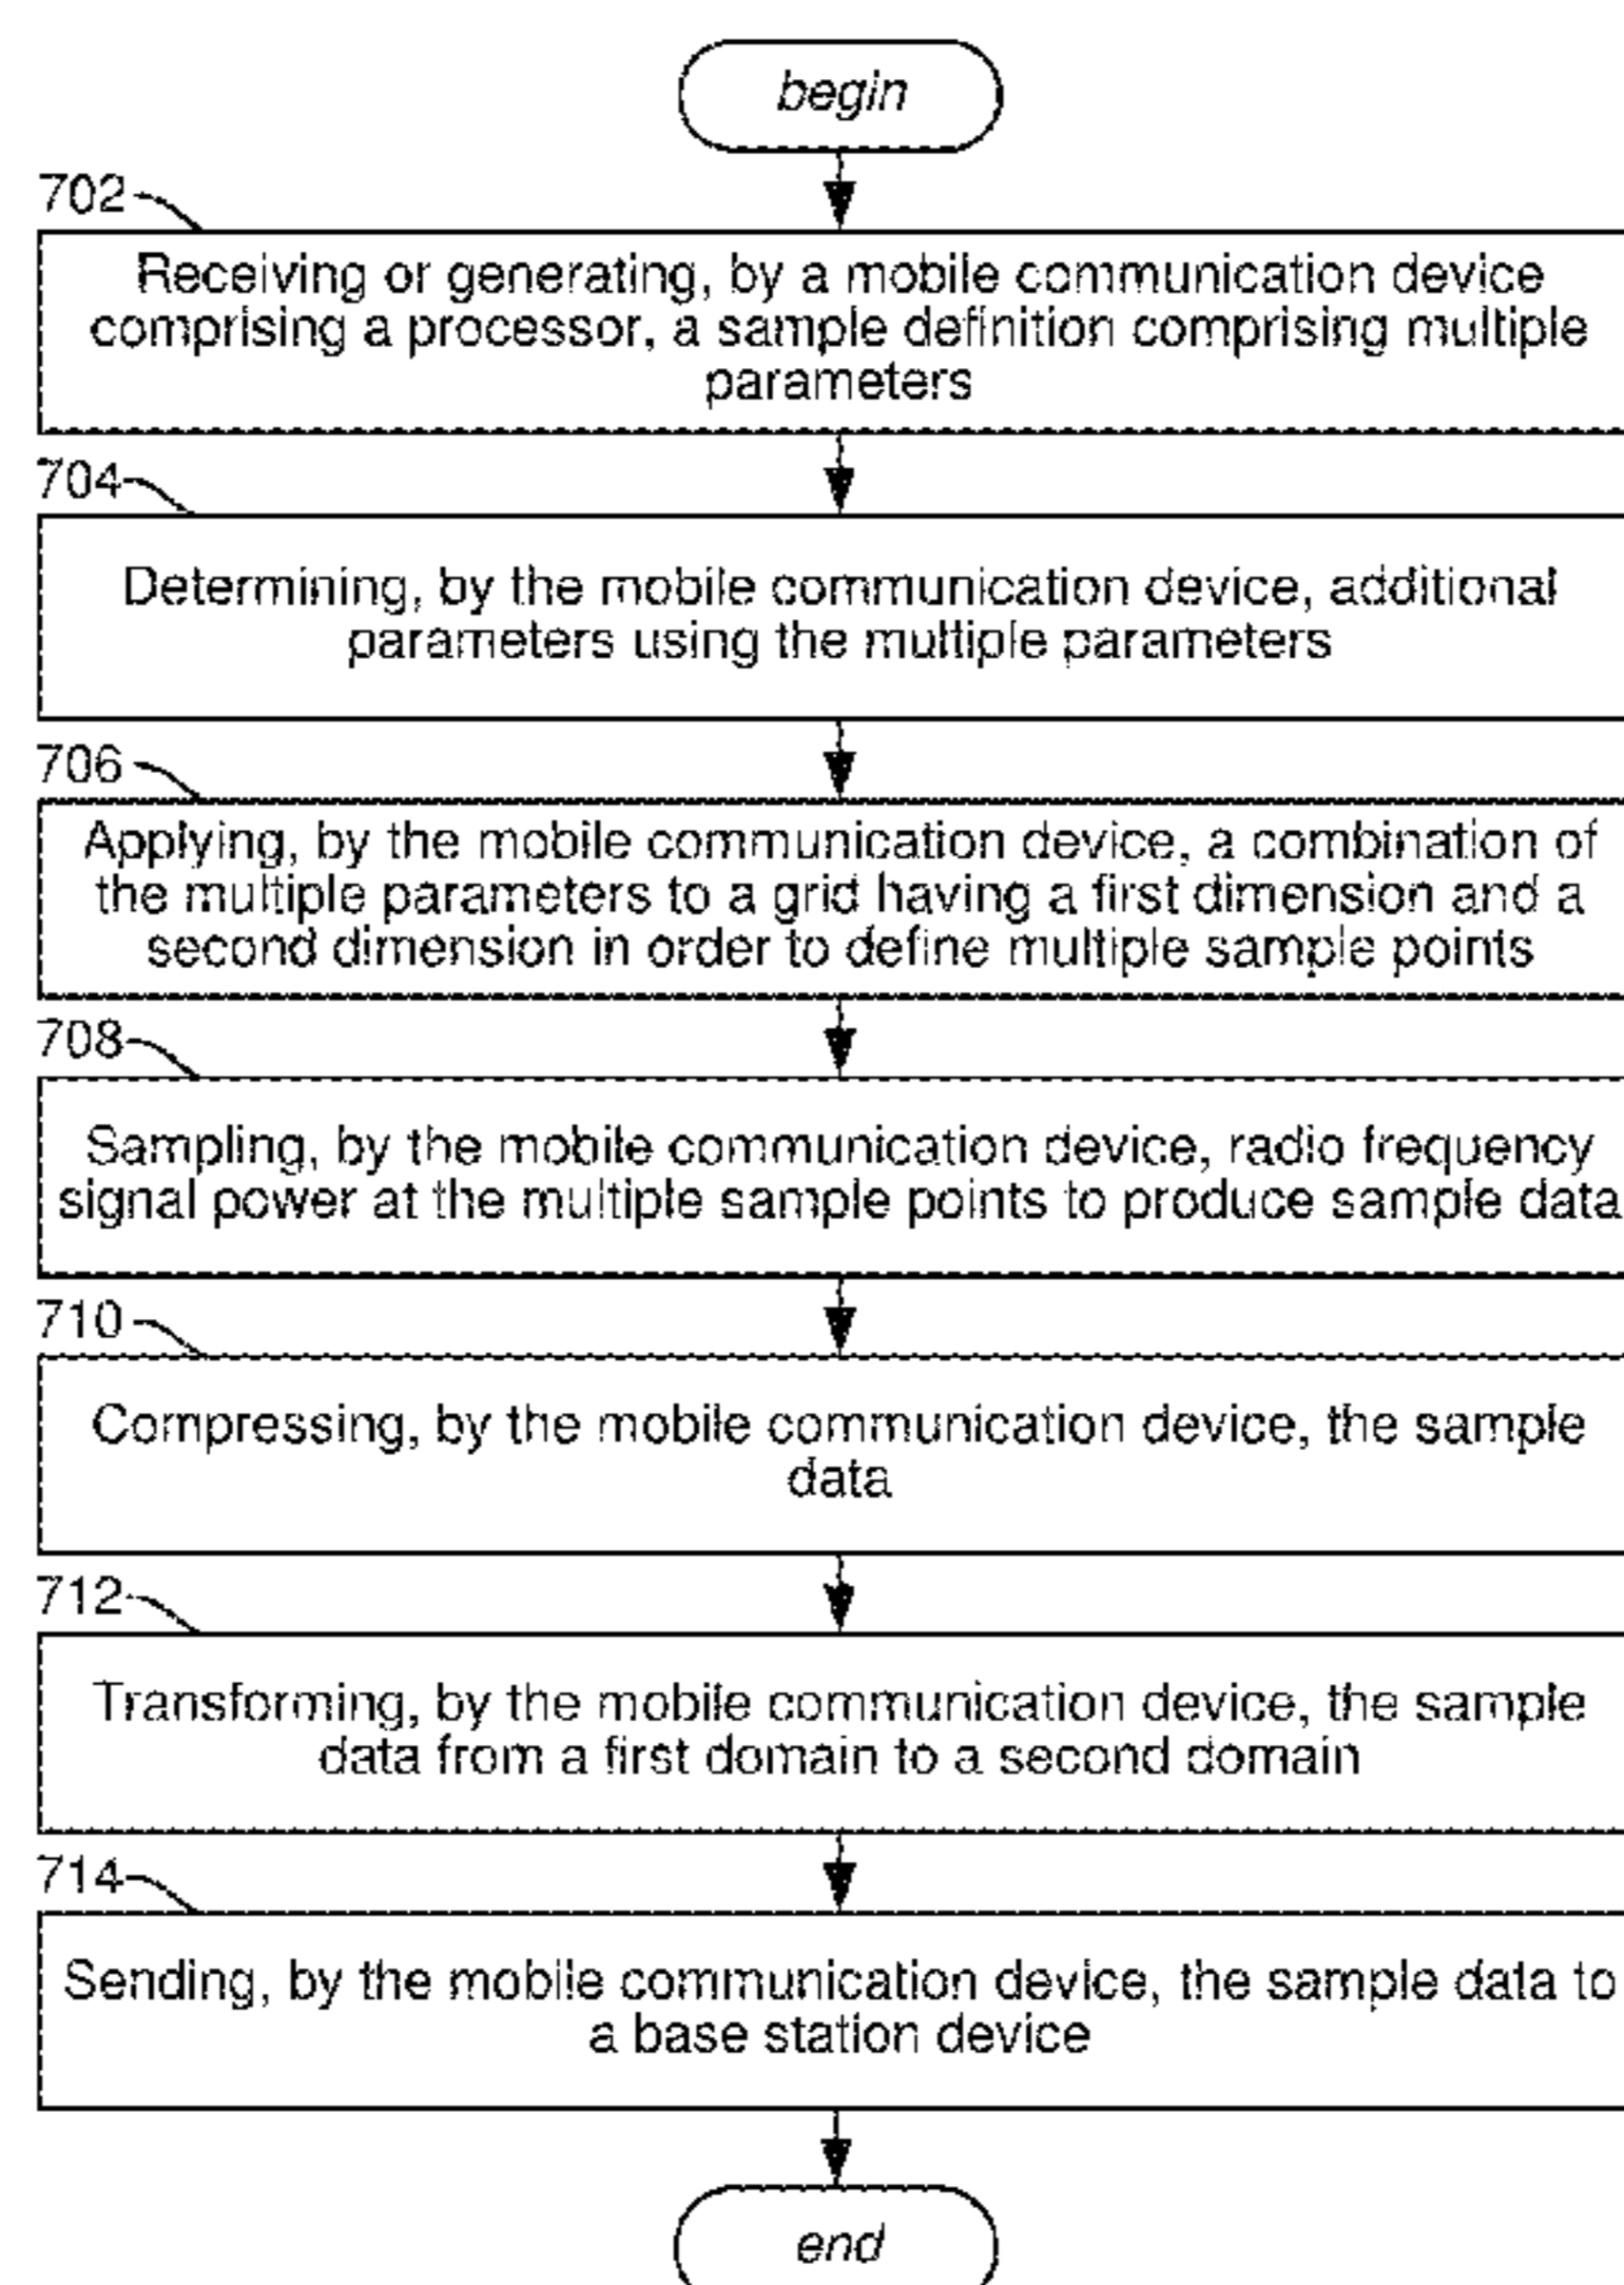 begin
702
Receiving or generating, by a mobile communication device
comprising a processor, a sample definition comprising multiple
parameters
704
Determining, by the mobile communication device, additional
parameters using the multiple parameters
706
Applying, by the mobile communication device, a combination of
the multiple parameters to a grid having a first dimension and a
second dimension in order to define multiple sample points
708
Sampling, by the mobile communication device, radio frequency
signal power at the multiple sample points to produce sample data
710
Compressing, by the mobile communication device, the sample
data
712
Transforming, by the mobile communication device, the sample
data from a first domain to a second domain
714
Sending, by the mobile communication device, the sample data to
a base station device
end